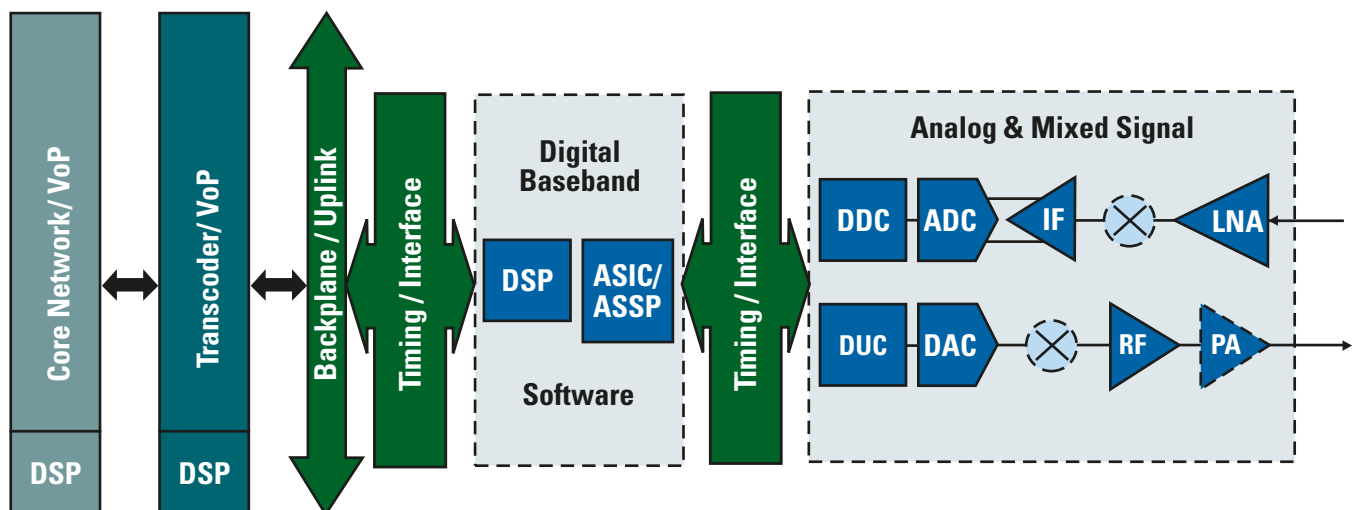 Core Network/ VoP
DSP
Transcoder/ VoP
DSP
Backplane / Uplink
Timing / Interface
Digital
Baseband
DSP
ASIC/
ASSP
Software
Timing / Interface
Analog & Mixed Signal
DDC
ADC
IF
LNA
DUC
DAC
RF
PA